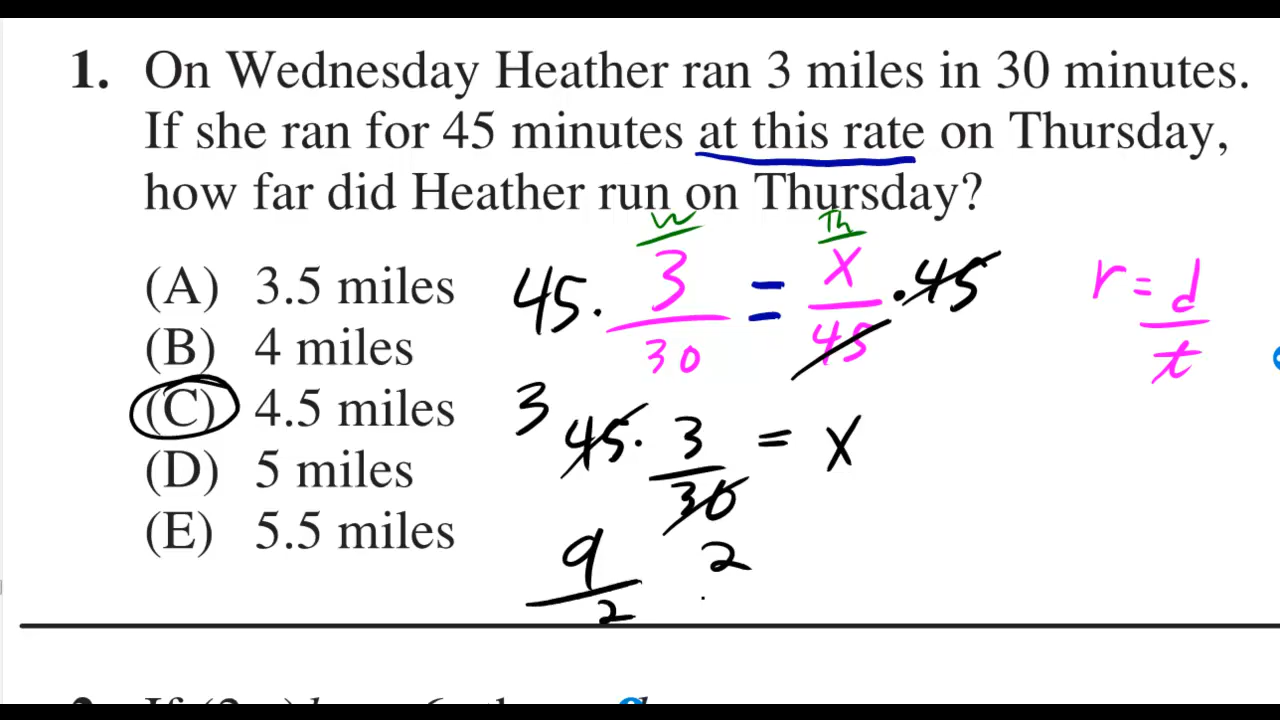 1. On Wednesday Heather ran 3 miles in 30 minutes.
If she ran for 45 minutes at this rate on Thursday,
how far did Heather run on Thursday?
W Th
45 · 3/30 = x/45 · 45
r = d/t
(A) 3.5 miles
(B) 4 miles
(C) 4.5 miles
(D) 5 miles
(E) 5.5 miles
3
45 · 3/30 = x
2
9/2